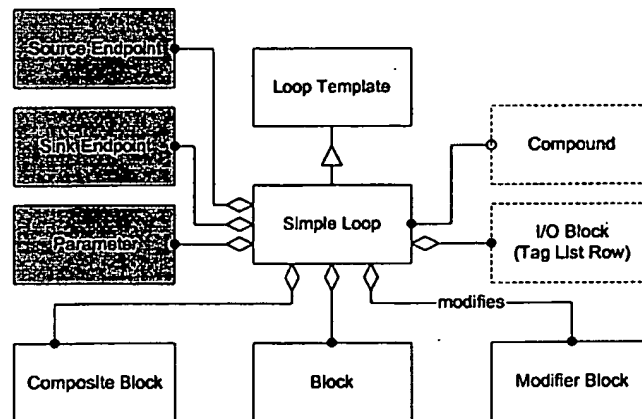 Source Endpoint
Loop Template
Sink Endpoint
Compound
Parameter
Simple Loop
I/O Block
(Tag List Row)
modifies
Composite Block
Block
Modifier Block